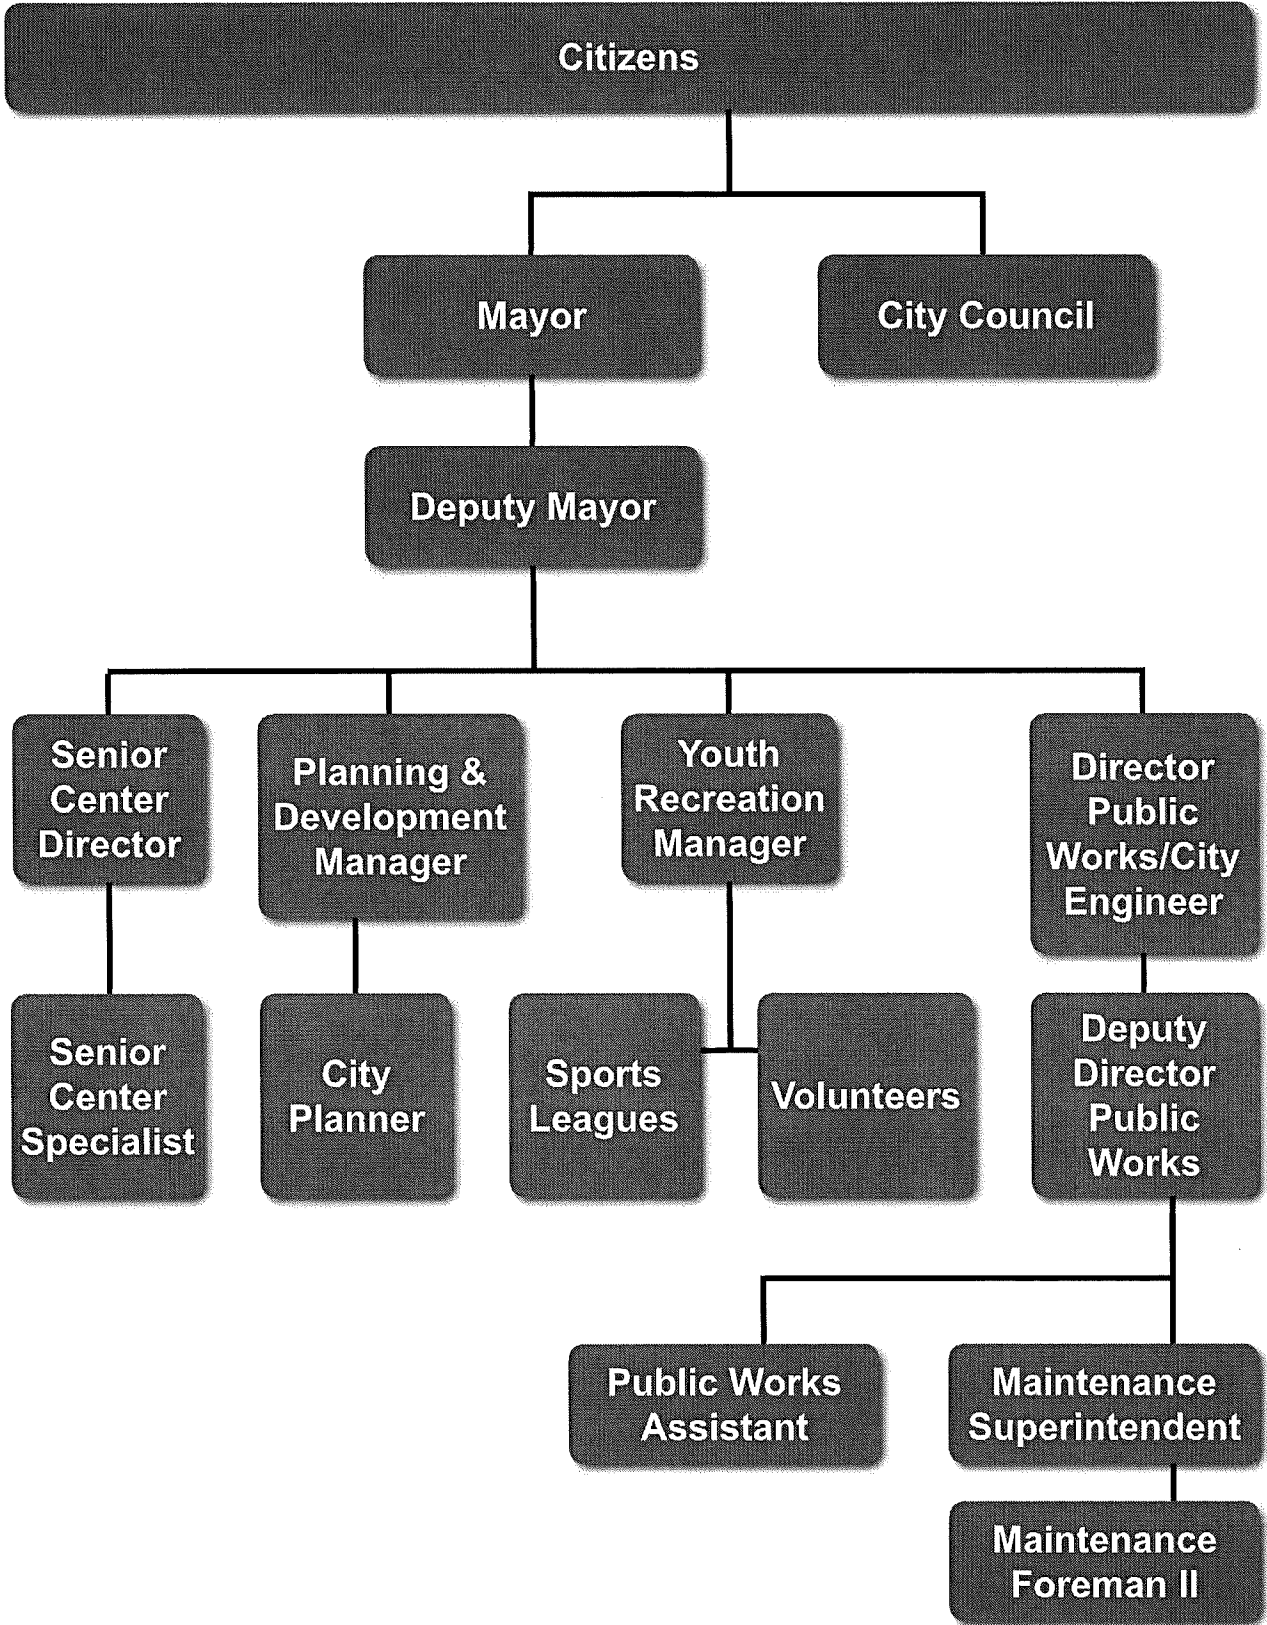 Citizens
Mayor
City Council
Deputy Mayor
Senior
Center
Director
Planning &
Development
Manager
Youth
Recreation
Manager
Director
Public
Works/City
Engineer
Senior
Center
Specialist
City
Planner
Sports
Leagues
Volunteers
Deputy
Director
Public
Works
Public Works
Assistant
Maintenance
Superintendent
Maintenance
Foreman II